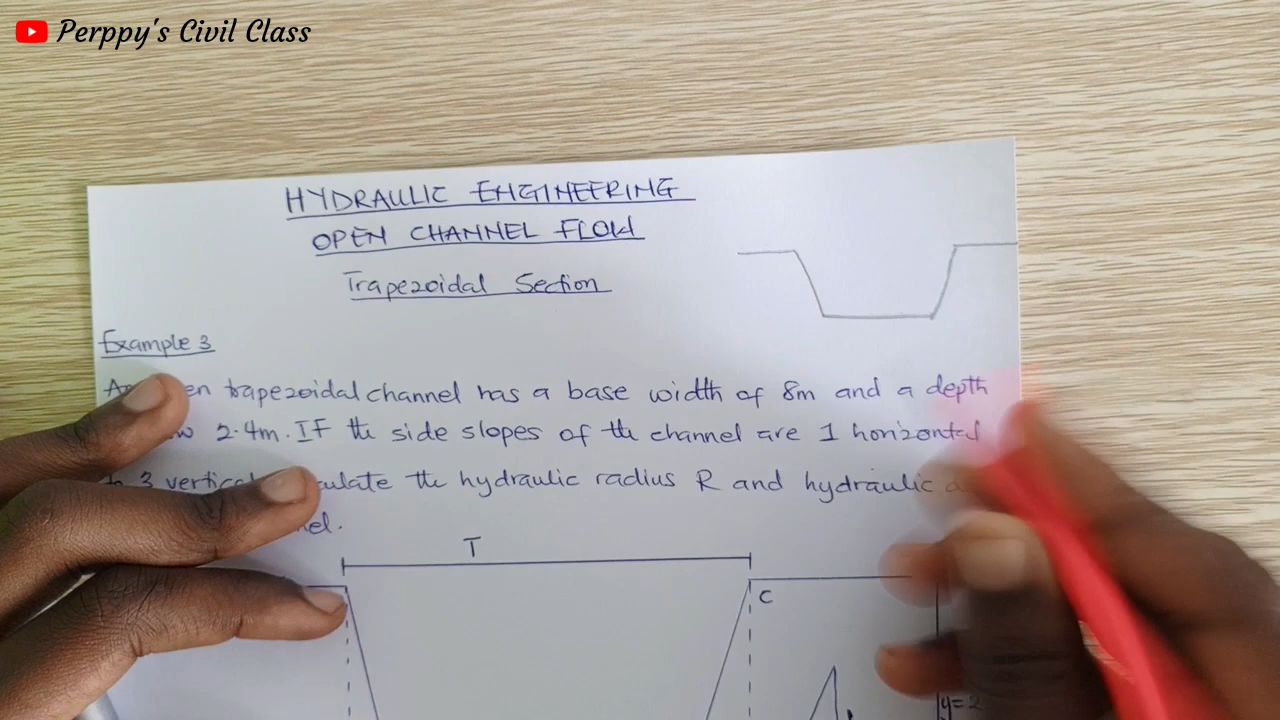 Perppy's Civil Class
HYDRAULIC ENGINEERING
OPEN CHANNEL FLOW
Trapezoidal Section
Example 3
trapezoidal channel has a base width of 8m and a depth
2.4m. IF the side slopes of the channel are 1 horizontal
3 vertical the hydraulic radius R and hydraulic
T
C